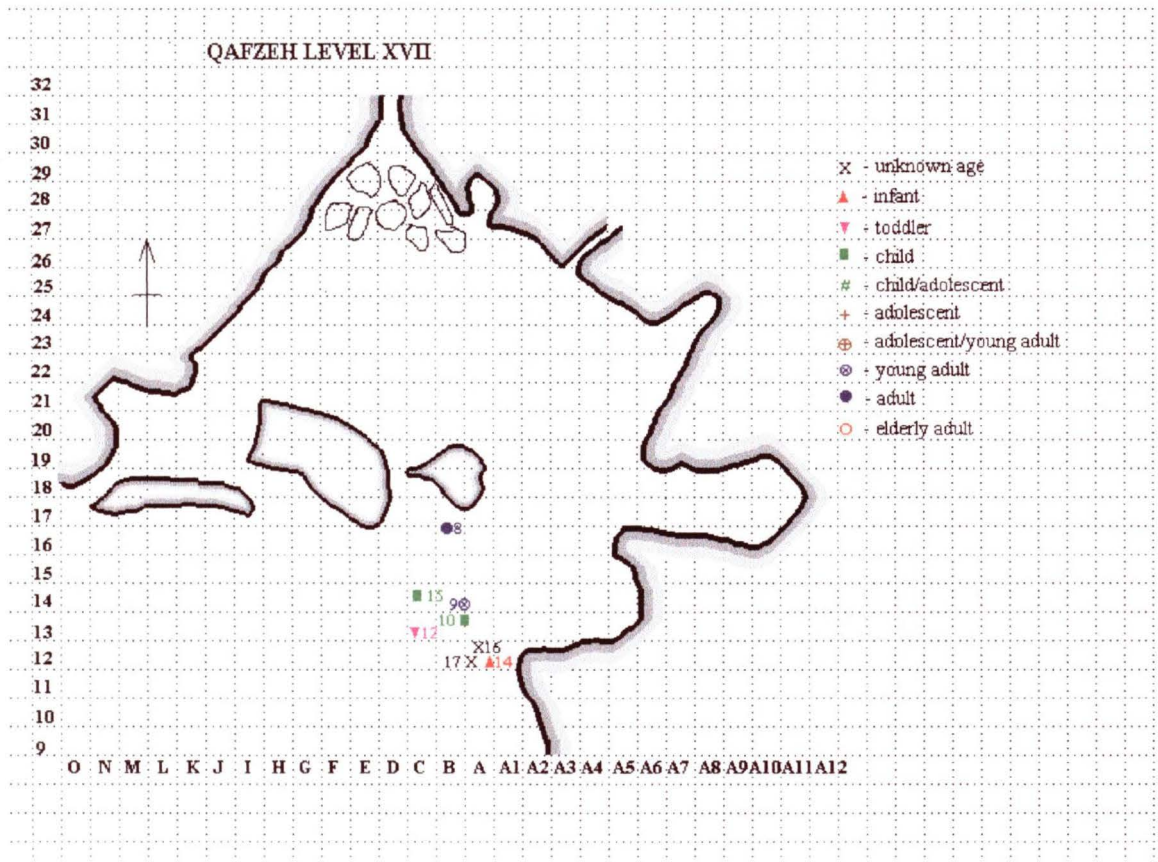 QAFZEH LEVEL XVII
32
31
30
29
28
27
26
25
24
23
22
21
20
19
18
17
16
15
14
13
12
11
10
9
X - unknown age
- infant
- toddler
- child
# - child/adolescent
+ - adolescent
- adolescent/young adult
- young adult
- adult
- elderly adult
8
15
9
10
12
X16
17 X 14
O N M L K J I H G F E D C B A A1 A2 A3 A4 A5 A6 A7 A8 A9 A10 A11 A12